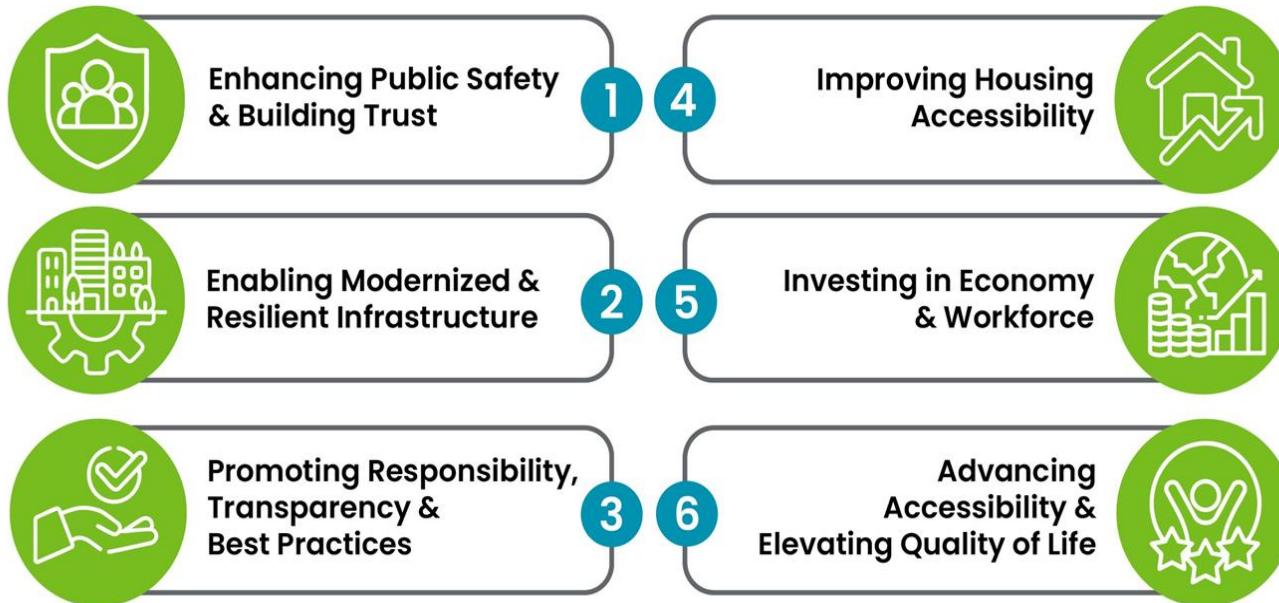 Enhancing Public Safety
& Building Trust
1
Enabling Modernized &
Resilient Infrastructure
2
Promoting Responsibility,
Transparency &
Best Practices
3
4
Improving Housing
Accessibility
5
Investing in Economy
& Workforce
6
Advancing
Accessibility &
Elevating Quality of Life